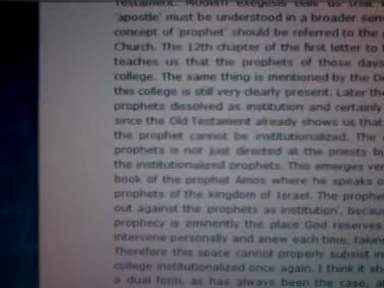 Testament. Modern exegesis tells us that
'apostle' must be understood in a broader sen
concept of 'prophet' should be referred to the
Church. The 12th chapter of the first letter to
teaches us that the prophets of those days
college. The same thing is mentioned by the D
this college is still very clearly present. Later the
prophets dissolved as institution and certainly
since the Old Testament already shows us that
the prophet cannot be institutionalized. The
prophets is not just directed at the priests b
the institutionalized prophets. This emerges ve
book of the prophet Amos where he speaks o
prophets of the kingdom of Israel. The prophe
out against the 'prophets as institution', becau
prophecy is eminently the place God reserves
intervene personally and anew each time, takin
Therefore this space cannot properly subsist in
college institutionalized once again. I think it sh
a dual form, as has always been the case, a